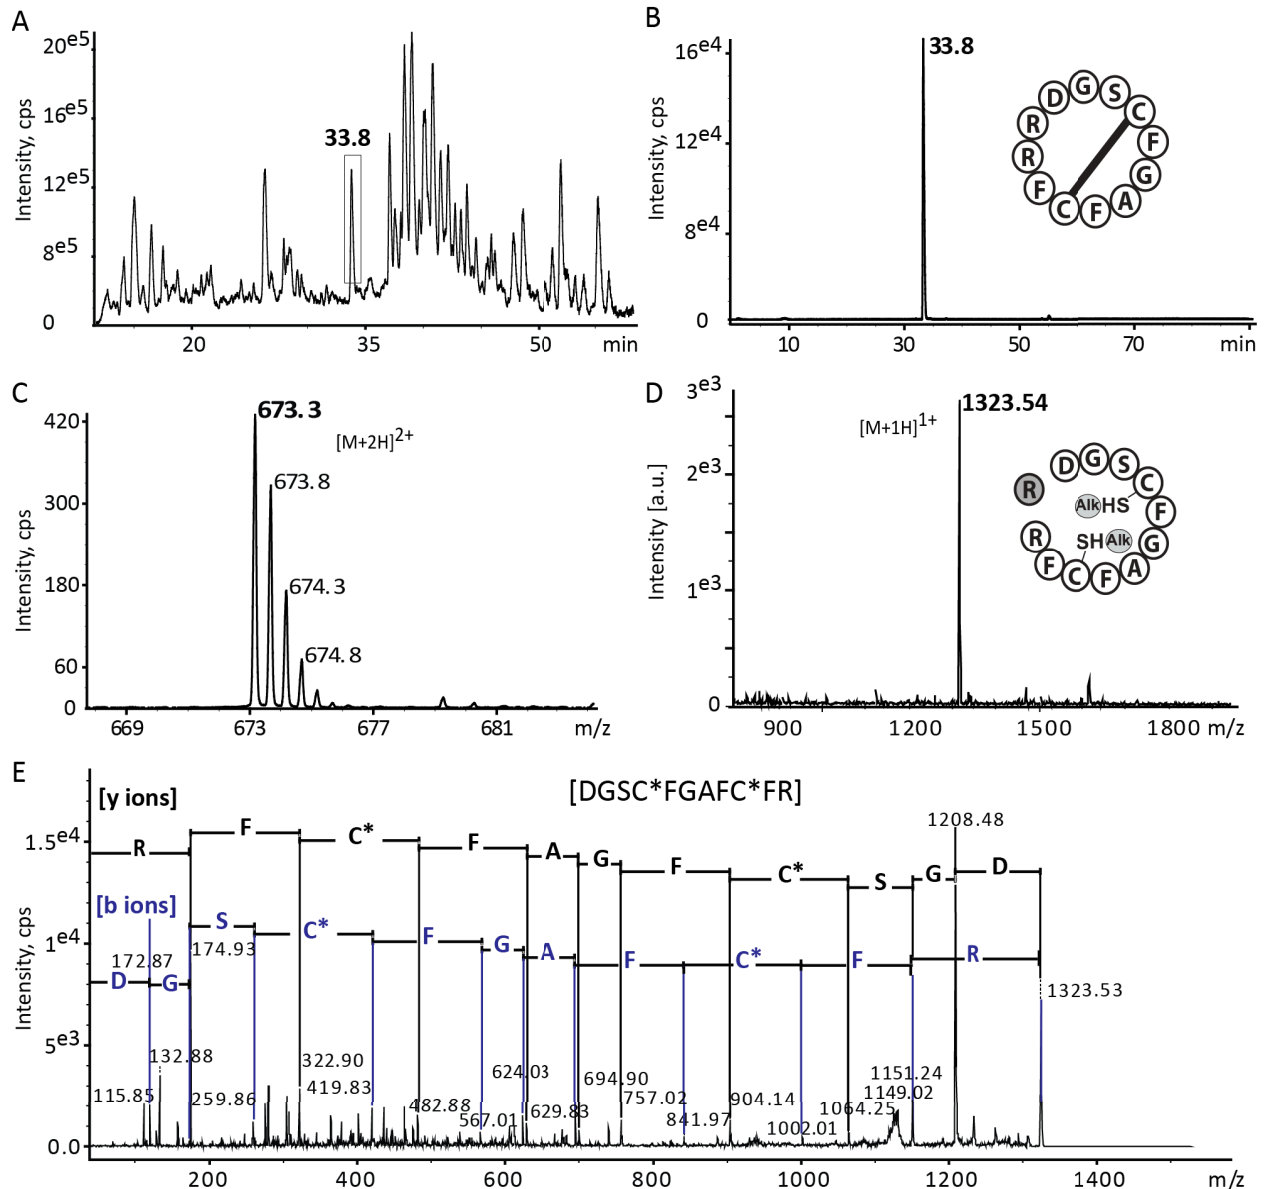 A
Intensity, cps
20e5
16e5
12e5
8e5
0
33.8
20 35 50 min
B
Intensity, cps
16e4
12e4
8e4
0
33.8
D G S C F G A F C F R R
10 30 50 70 min
C
Intensity, cps
420
300
180
60
0
673.3
[M+2H]2+
673.8
674.3
674.8
669 673 677 681 m/z
D
Intensity [a.u.]
3e3
2e3
1e3
0
1323.54
[M+1H]1+
R D G S C F G A F C F R
Alk HS
SH Alk
900 1200 1500 1800 m/z
E
[y ions]
[DGSC*FGAFC*FR]
Intensity, cps
1.5e4
1e4
5e3
0.0
R F C* F A G F C* S G D
1208.48
[b ions]
D G S C* F G A F C* F R
172.87
174.93
1323.53
132.88
115.85
259.86
322.90
419.83
482.88
567.01
624.03
629.83
694.90
757.02
841.97
904.14
1002.01
1064.25
1149.02
1151.24
200 400 600 800 1000 1200 1400 m/z